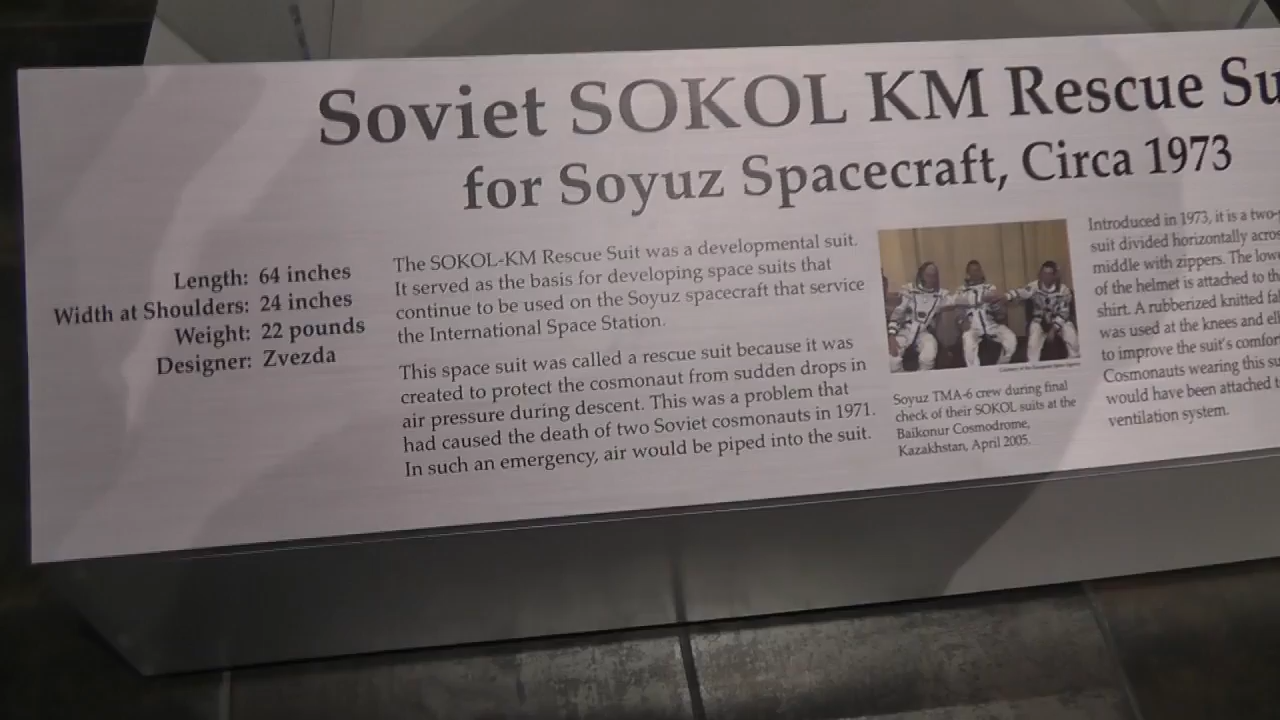 Soviet SOKOL KM Rescue Su
for Soyuz Spacecraft, Circa 1973
Length: 64 inches
Width at Shoulders: 24 inches
Weight: 22 pounds
Designer: Zvezda
The SOKOL-KM Rescue Suit was a developmental suit.
It served as the basis for developing space suits that
continue to be used on the Soyuz spacecraft that service
the International Space Station.
This space suit was called a rescue suit because it was
created to protect the cosmonaut from sudden drops in
air pressure during descent. This was a problem that
had caused the death of two Soviet cosmonauts in 1971.
In such an emergency, air would be piped into the suit.
Soyuz TMA-6 crew during final
check of their SOKOL suits at the
Baikonur Cosmodrome,
Kazakhstan, April 2005.
Introduced in 1973, it is a two-
suit divided horizontally acros
middle with zippers. The low
of the helmet is attached to th
shirt. A rubberized knitted fa
was used at the knees and el
to improve the suit's comfor
Cosmonauts wearing this su
would have been attached t
ventilation system.